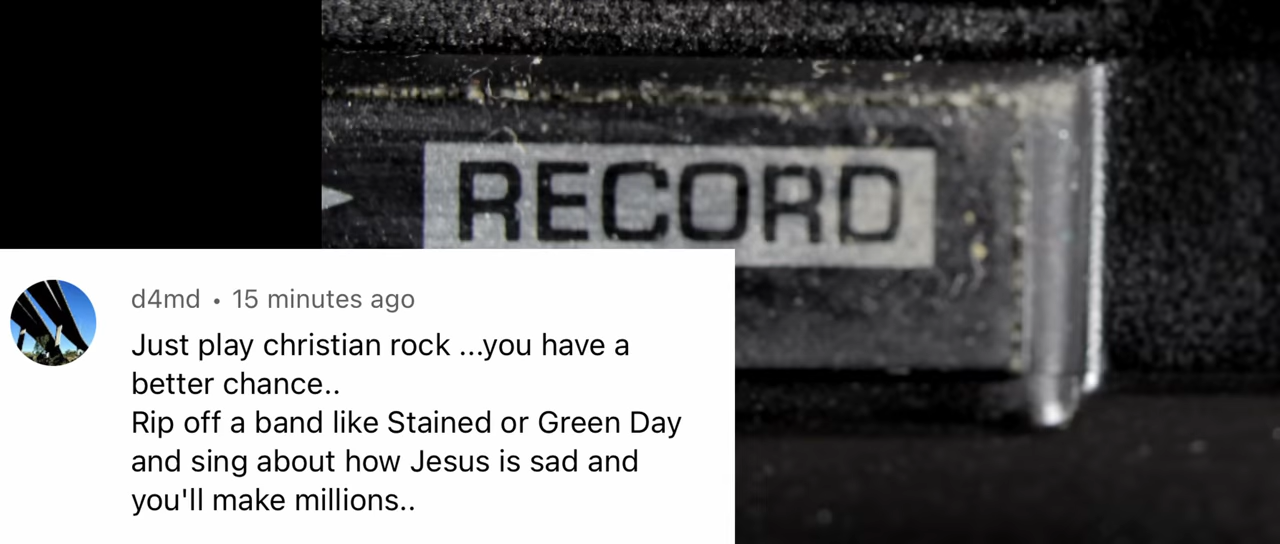 RECORD
d4md • 15 minutes ago
Just play christian rock ...you have a
better chance..
Rip off a band like Stained or Green Day
and sing about how Jesus is sad and
you'll make millions..